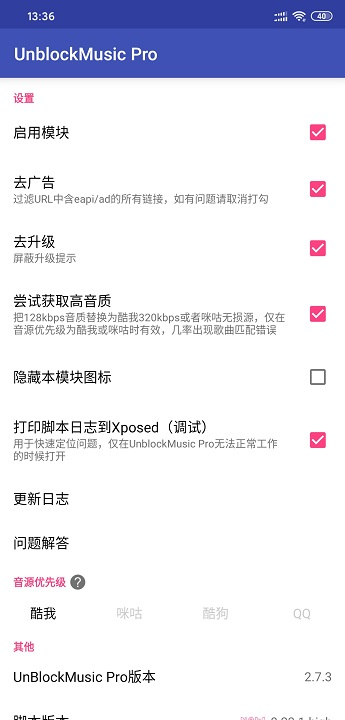 13:36
40
UnblockMusic Pro
设置
启用模块
去广告
过滤URL中含eapi/ad的所有链接，如有问题请取消打勾
去升级
屏蔽升级提示
尝试获取高音质
把128kbps音质替换为酷我320kbps或者咪咕无损源，仅在
音源优先级为酷我或咪咕时有效，几率出现歌曲匹配错误
隐藏本模块图标
打印脚本日志到Xposed（调试）
用于快速定位问题，仅在UnblockMusic Pro无法正常工作
的时候打开
更新日志
问题解答
音源优先级 ?
酷我 咪咕 酷狗 QQ
其他
UnBlockMusic Pro版本 2.7.3